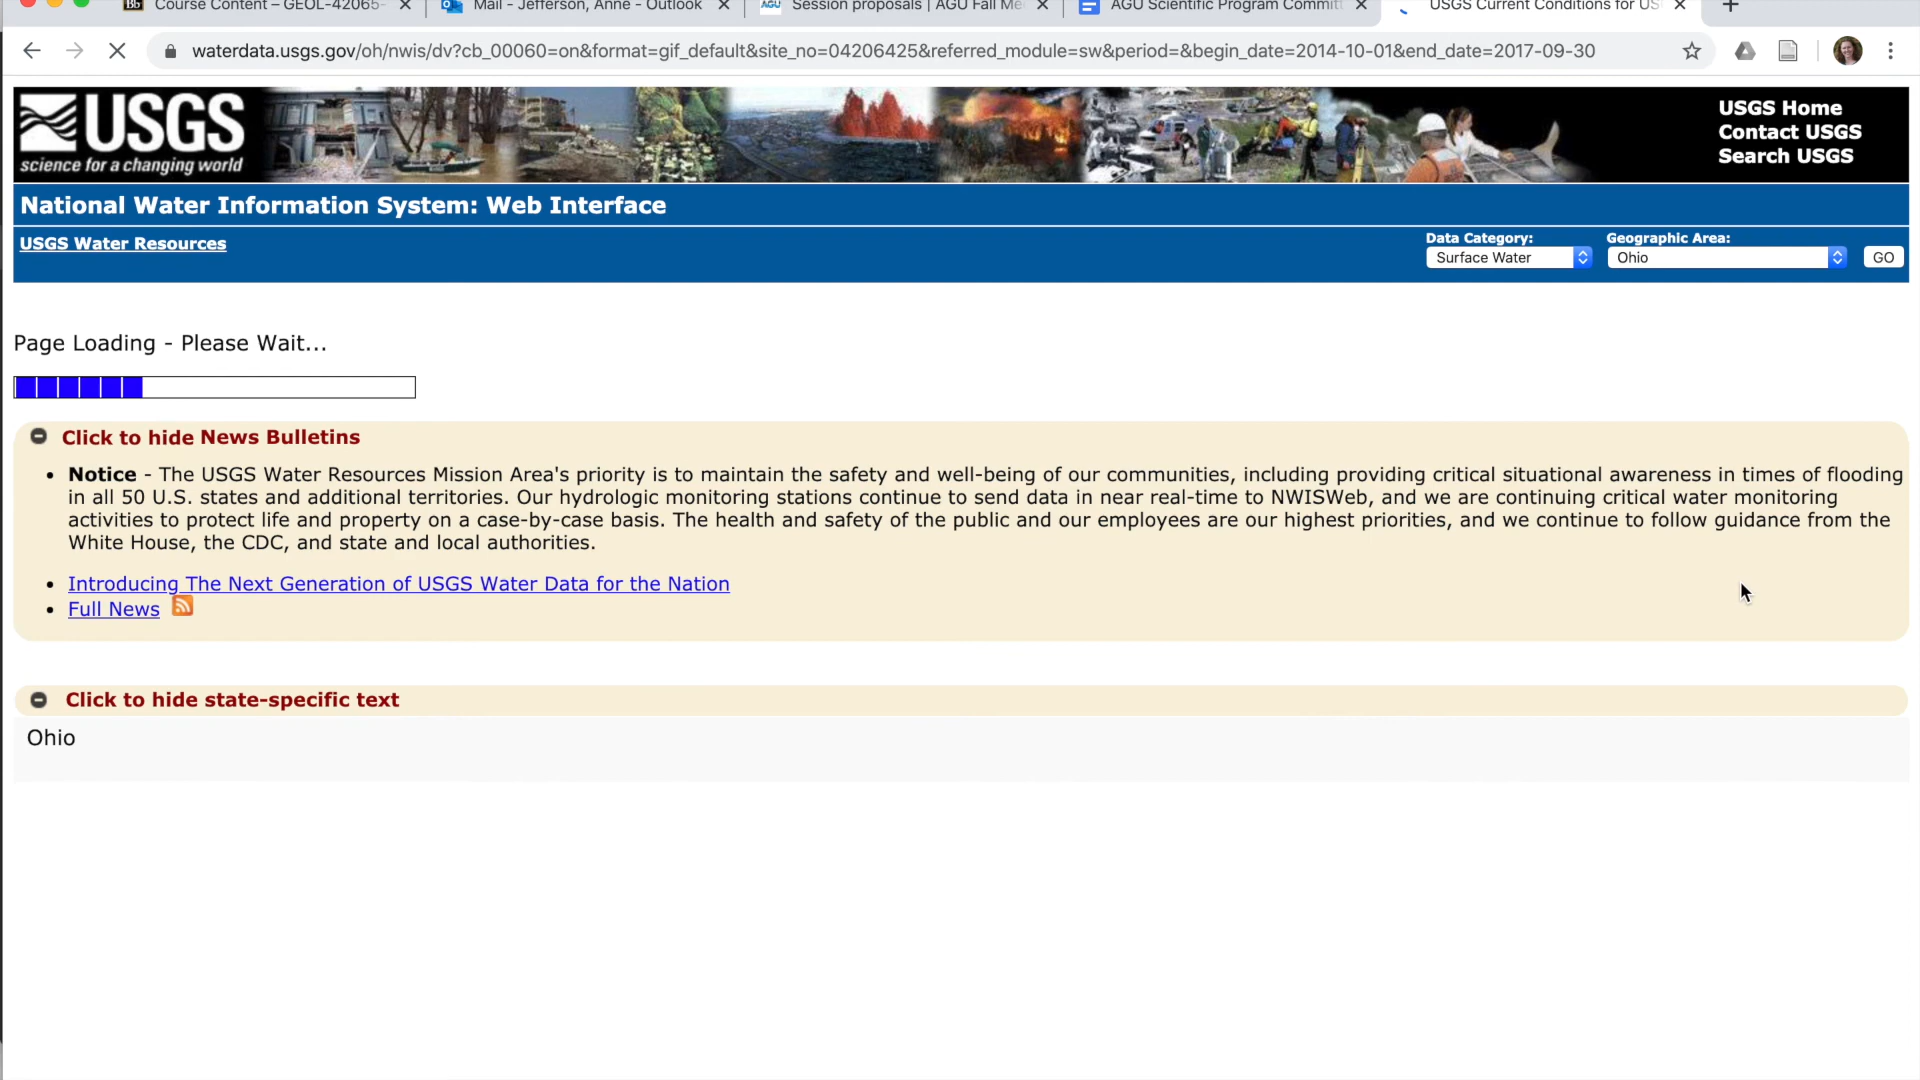 Course Content – GEOL-42065-
Mail - Jefferson, Anne - Outlook
Session proposals | AGU Fall Me
AGU Scientific Program Committ
USGS Current Conditions for US
waterdata.usgs.gov/oh/nwis/dv?cb_00060=on&format=gif_default&site_no=04206425&referred_module=sw&period=&begin_date=2014-10-01&end_date=2017-09-30
USGS
science for a changing world
USGS Home
Contact USGS
Search USGS
National Water Information System: Web Interface
USGS Water Resources
Data Category:
Surface Water
Geographic Area:
Ohio
GO
Page Loading - Please Wait...
Click to hide News Bulletins
• Notice - The USGS Water Resources Mission Area's priority is to maintain the safety and well-being of our communities, including providing critical situational awareness in times of flooding
in all 50 U.S. states and additional territories. Our hydrologic monitoring stations continue to send data in near real-time to NWISWeb, and we are continuing critical water monitoring
activities to protect life and property on a case-by-case basis. The health and safety of the public and our employees are our highest priorities, and we continue to follow guidance from the
White House, the CDC, and state and local authorities.
• Introducing The Next Generation of USGS Water Data for the Nation
• Full News
Click to hide state-specific text
Ohio